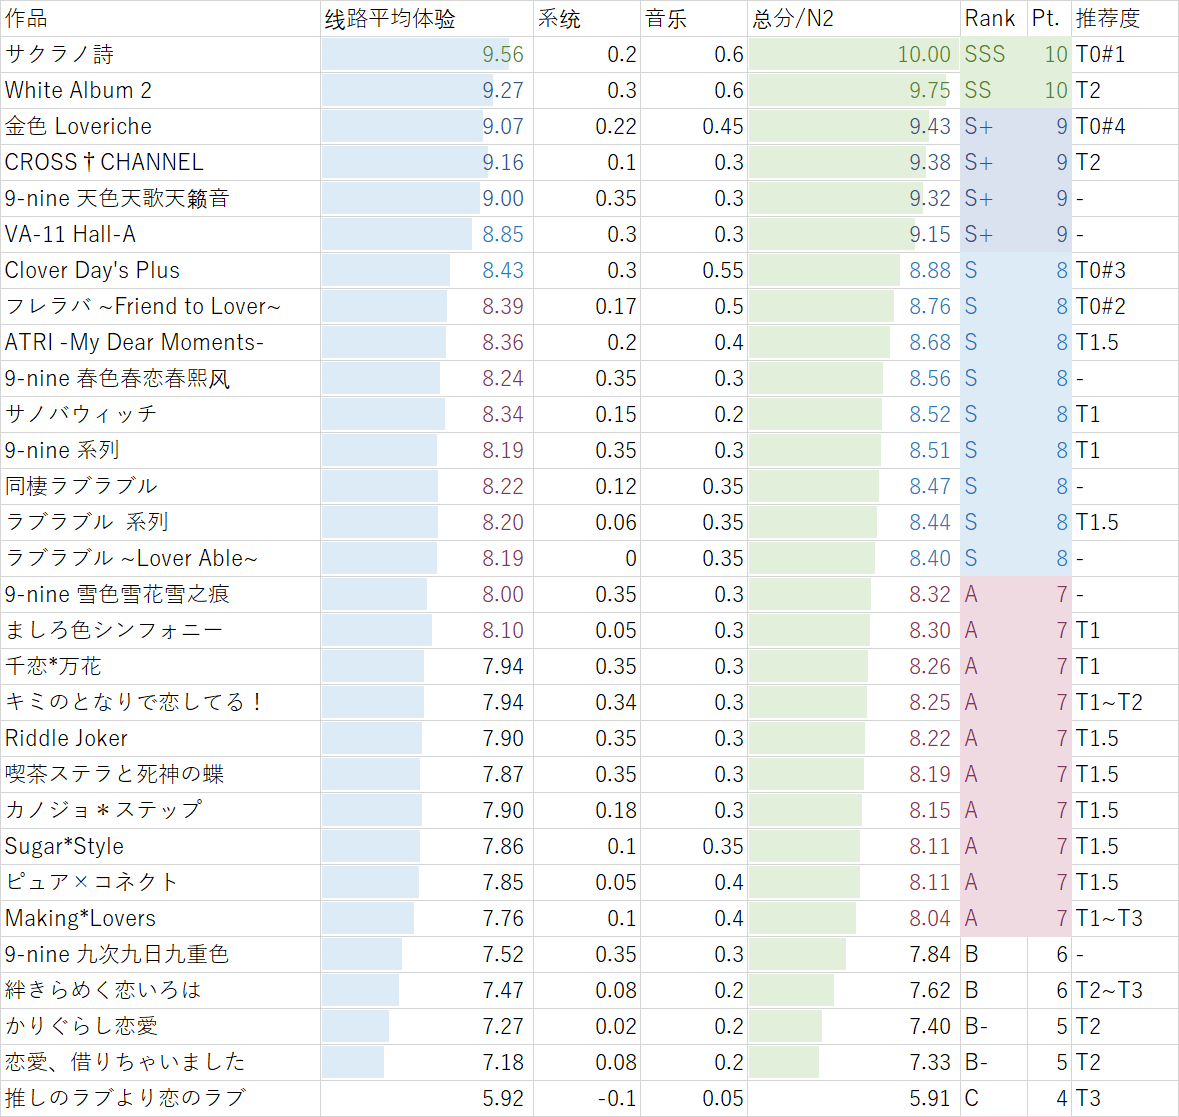 作品 线路平均体验 系统 音乐 总分/N2 Rank Pt. 推荐度
サクラノ詩 9.56 0.2 0.6 10.00 SSS 10 T0#1
White Album 2 9.27 0.3 0.6 9.75 SS 10 T2
金色 Loveriche 9.07 0.22 0.45 9.43 S+ 9 T0#4
CROSS†CHANNEL 9.16 0.1 0.3 9.38 S+ 9 T2
9-nine 天色天歌天籁音 9.00 0.35 0.3 9.32 S+ 9 -
VA-11 Hall-A 8.85 0.3 0.3 9.15 S+ 9 -
Clover Day's Plus 8.43 0.3 0.55 8.88 S 8 T0#3
フレラバ ~Friend to Lover~ 8.39 0.17 0.5 8.76 S 8 T0#2
ATRI -My Dear Moments- 8.36 0.2 0.4 8.68 S 8 T1.5
9-nine 春色春恋春熙风 8.24 0.35 0.3 8.56 S 8 -
サノバウィッチ 8.34 0.15 0.2 8.52 S 8 T1
9-nine 系列 8.19 0.35 0.3 8.51 S 8 T1
同棲ラブラブル 8.22 0.12 0.35 8.47 S 8 -
ラブラブル 系列 8.20 0.06 0.35 8.44 S 8 T1.5
ラブラブル ~Lover Able~ 8.19 0 0.35 8.40 S 8 -
9-nine 雪色雪花雪之痕 8.00 0.35 0.3 8.32 A 7 -
ましろ色シンフォニー 8.10 0.05 0.3 8.30 A 7 T1
千恋*万花 7.94 0.35 0.3 8.26 A 7 T1
キミのとなりで恋してる！ 7.94 0.34 0.3 8.25 A 7 T1~T2
Riddle Joker 7.90 0.35 0.3 8.22 A 7 T1.5
喫茶ステラと死神の蝶 7.87 0.35 0.3 8.19 A 7 T1.5
カノジョ＊ステップ 7.90 0.18 0.3 8.15 A 7 T1.5
Sugar*Style 7.86 0.1 0.35 8.11 A 7 T1.5
ピュア×コネクト 7.85 0.05 0.4 8.11 A 7 T1.5
Making*Lovers 7.76 0.1 0.4 8.04 A 7 T1~T3
9-nine 九次九日九重色 7.52 0.35 0.3 7.84 B 6 -
絆きらめく恋いろは 7.47 0.08 0.2 7.62 B 6 T2~T3
かりぐらし恋愛 7.27 0.02 0.2 7.40 B- 5 T2
恋愛、借りちゃいました 7.18 0.08 0.2 7.33 B- 5 T2
推しのラブより恋のラブ 5.92 -0.1 0.05 5.91 C 4 T3